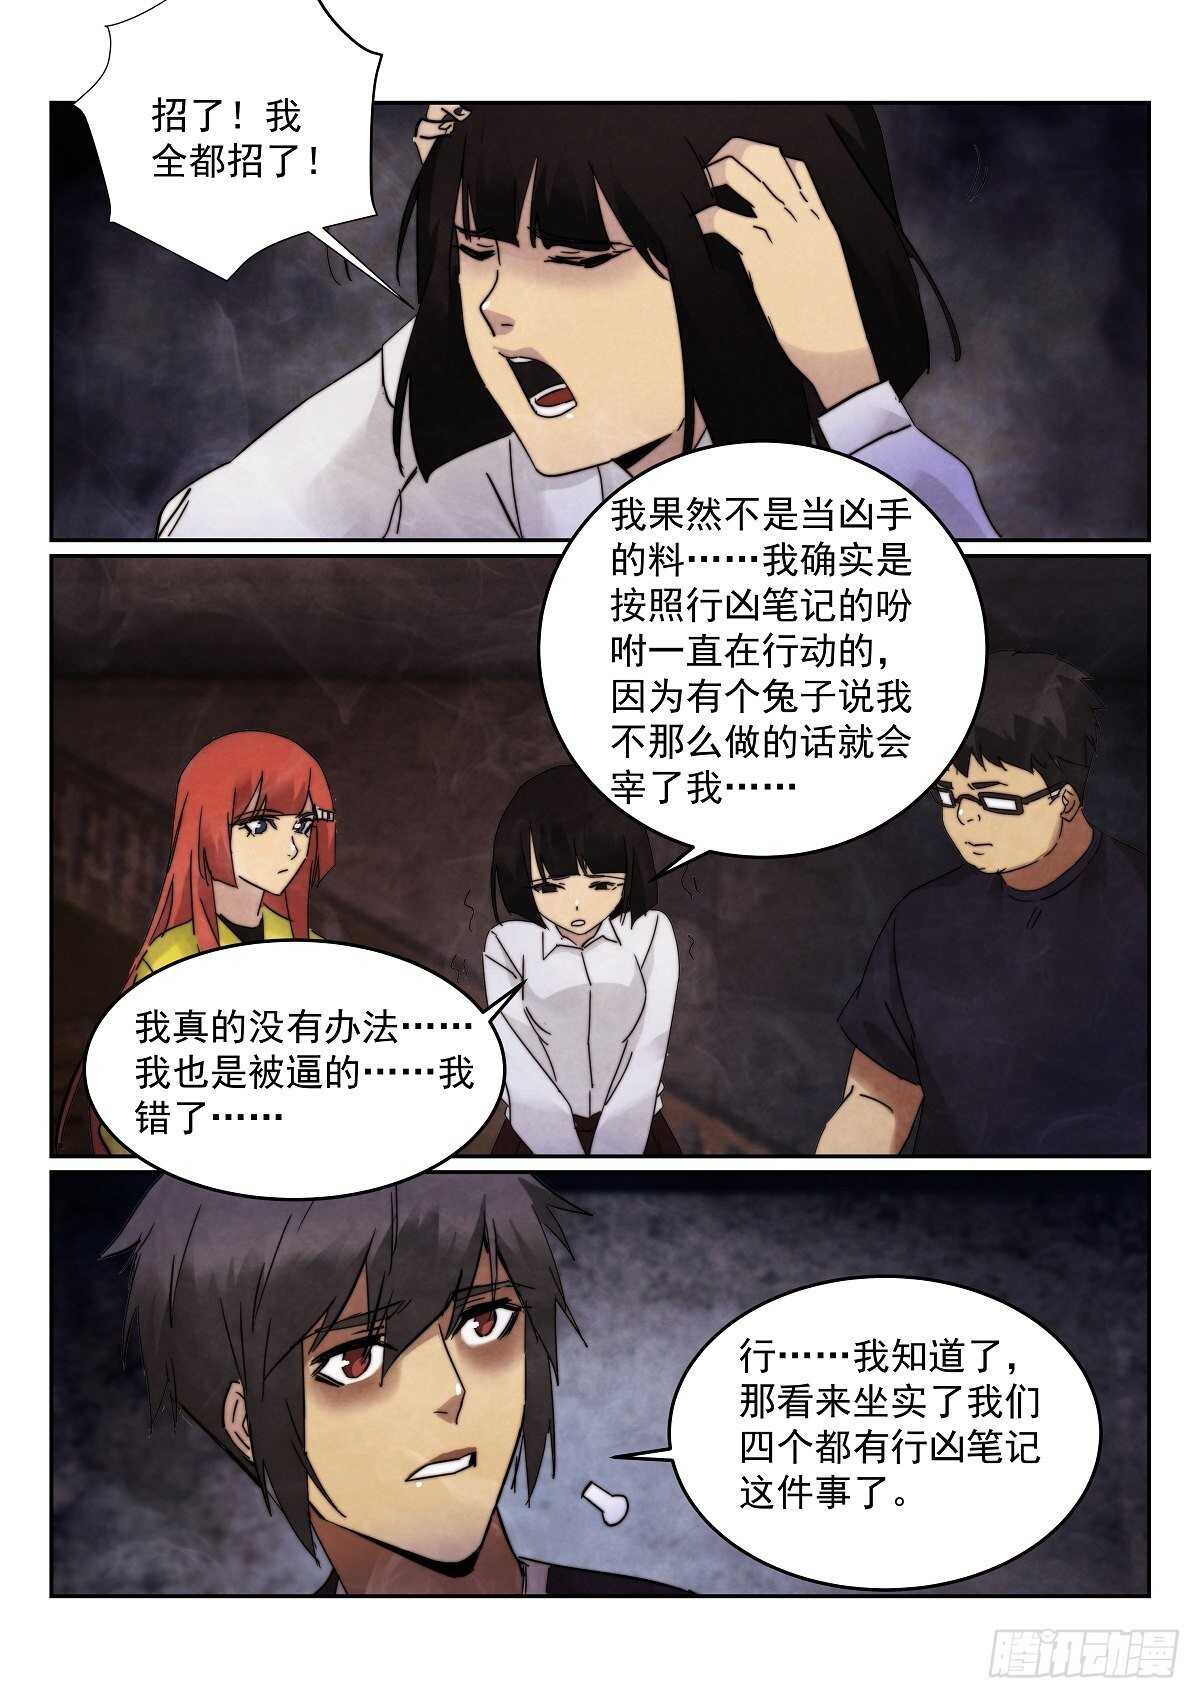 招了！我
全都招了！
我果然不是当凶手
的料……我确实是
按照行凶笔记的吩
咐一直在行动的，
因为有个兔子说我
不那么做的话就会
宰了我……
我真的没有办法……
我也是被逼的……我
错了……
行……我知道了，
那看来坐实了我们
四个都有行凶笔记
这件事了。
腾讯动漫